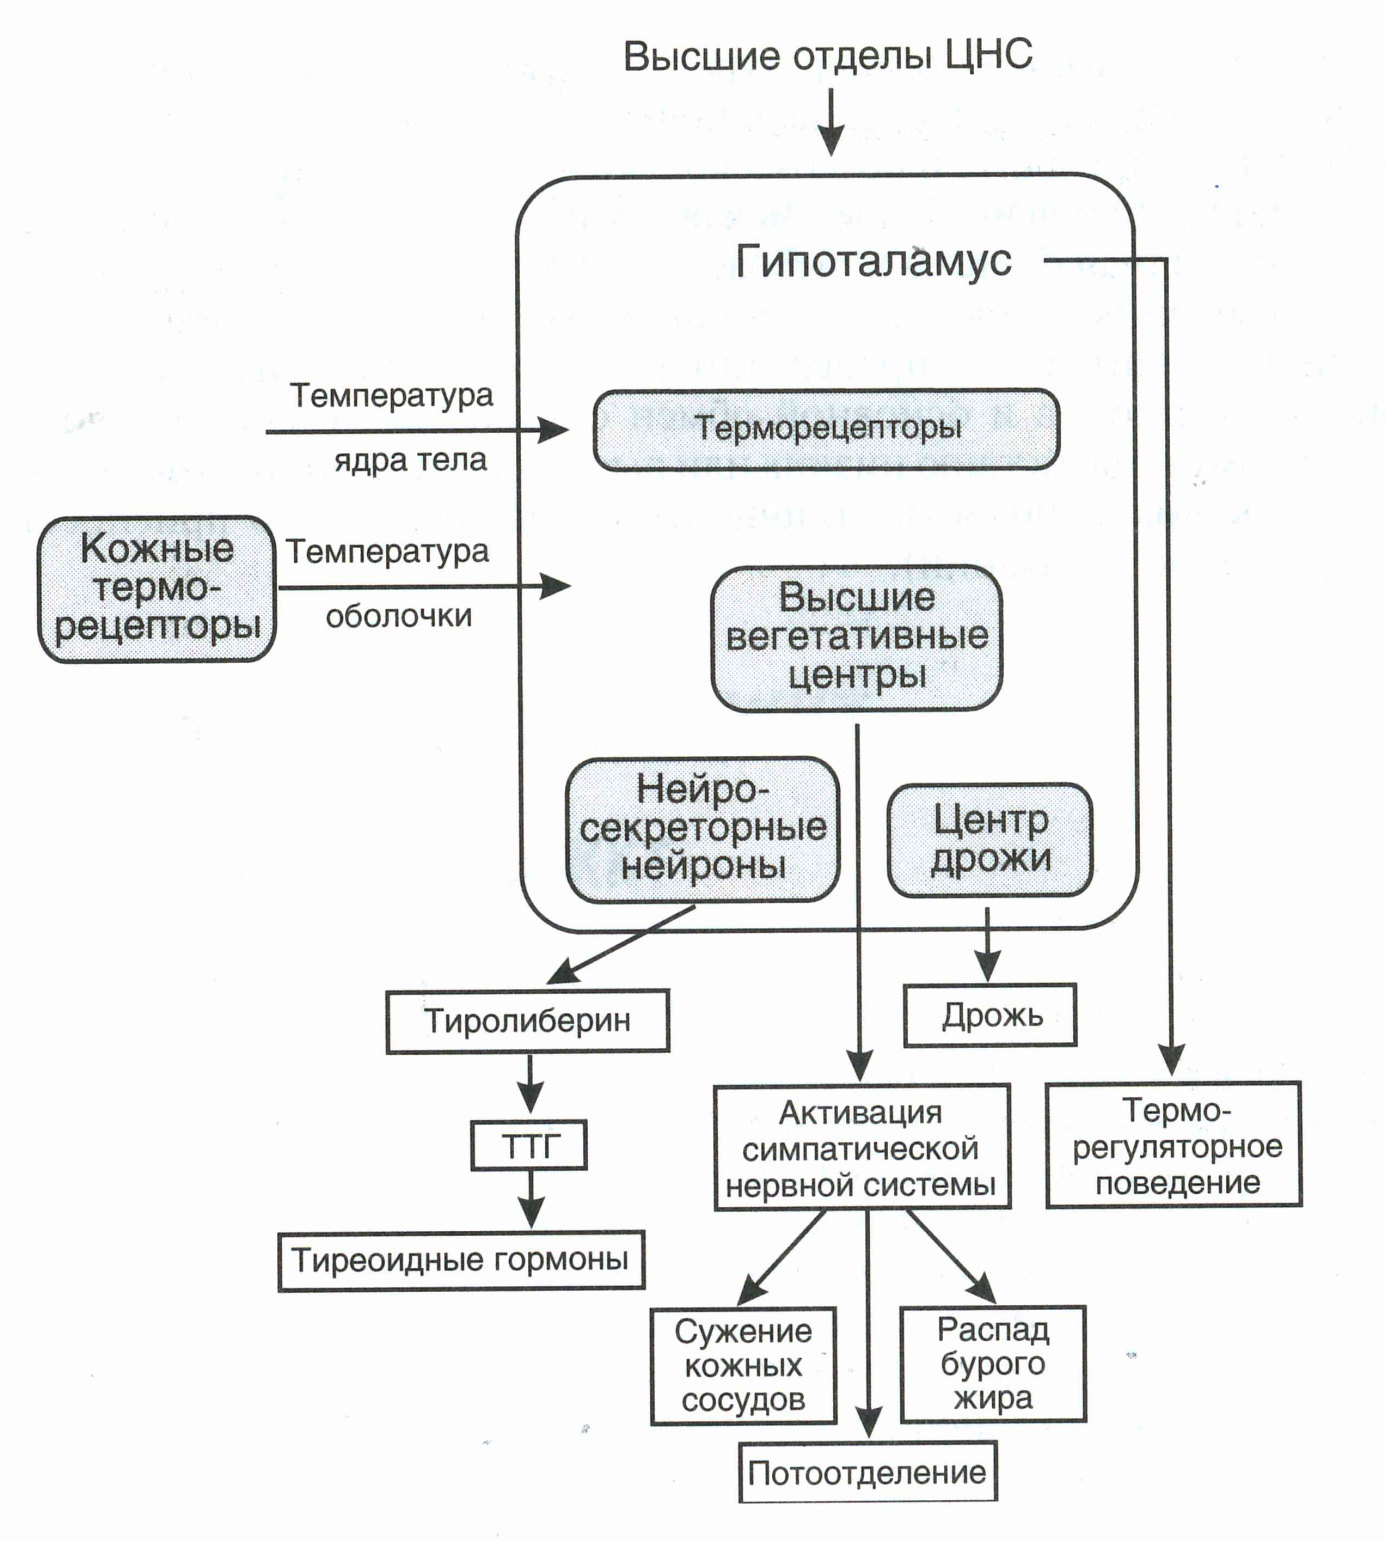 Высшие отделы ЦНС
Гипоталамус
Температура
ядра тела
Терморецепторы
Кожные
термо-
рецепторы
Температура
оболочки
Высшие
вегетативные
центры
Нейро-
секреторные
нейроны
Центр
дрожи
Тиролиберин
Дрожь
ТТГ
Активация
симпатической
нервной системы
Термо-
регуляторное
поведение
Тиреоидные гормоны
Сужение
кожных
сосудов
Распад
бурого
жира
Потоотделение